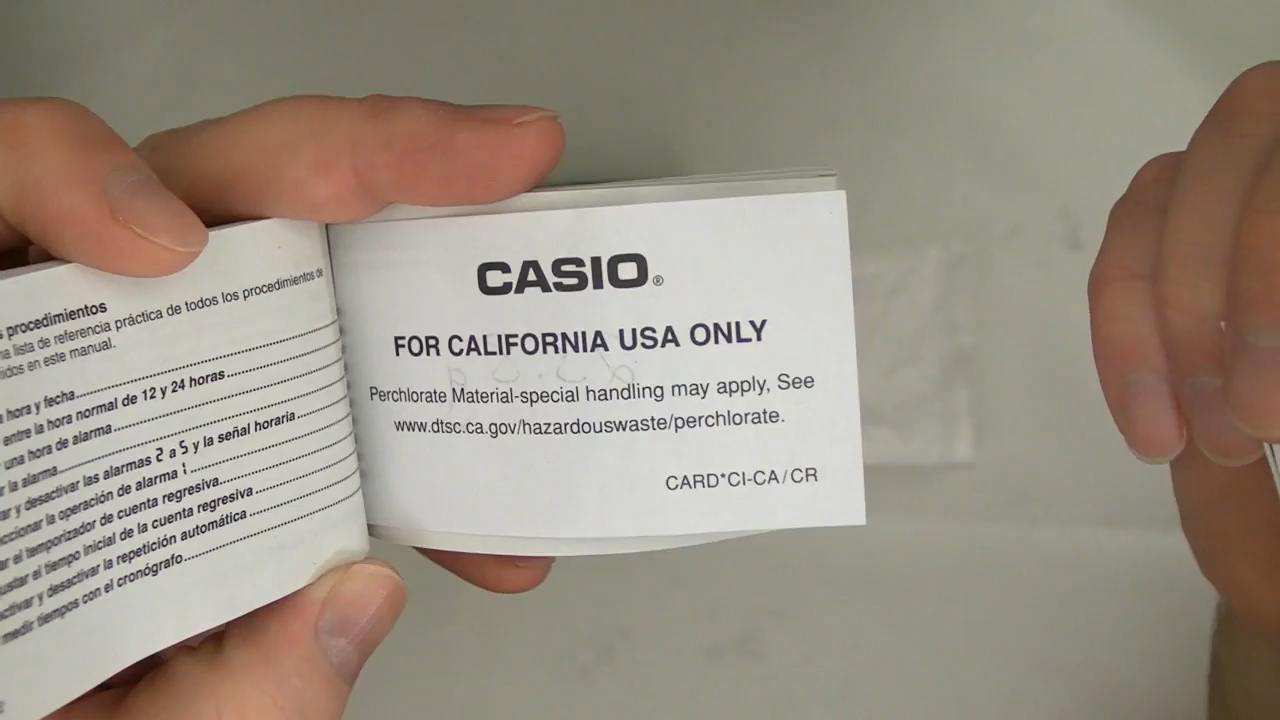 procedimientos
lista de referencia práctica de todos los procedimientos de
en este manual.
hora y fecha
entre la hora normal de 12 y 24 horas
una hora de alarma
la alarma
y desactivar las alarmas 2 a 5 y la señal horaria
la operación de alarma 1
el temporizador de cuenta regresiva
el tiempo inicial de la cuenta regresiva
y desactivar la repetición automática
medir tiempos con el cronógrafo
CASIO®
FOR CALIFORNIA USA ONLY
Perchlorate Material-special handling may apply, See
www.dtsc.ca.gov/hazardouswaste/perchlorate.
CARD*CI-CA/CR